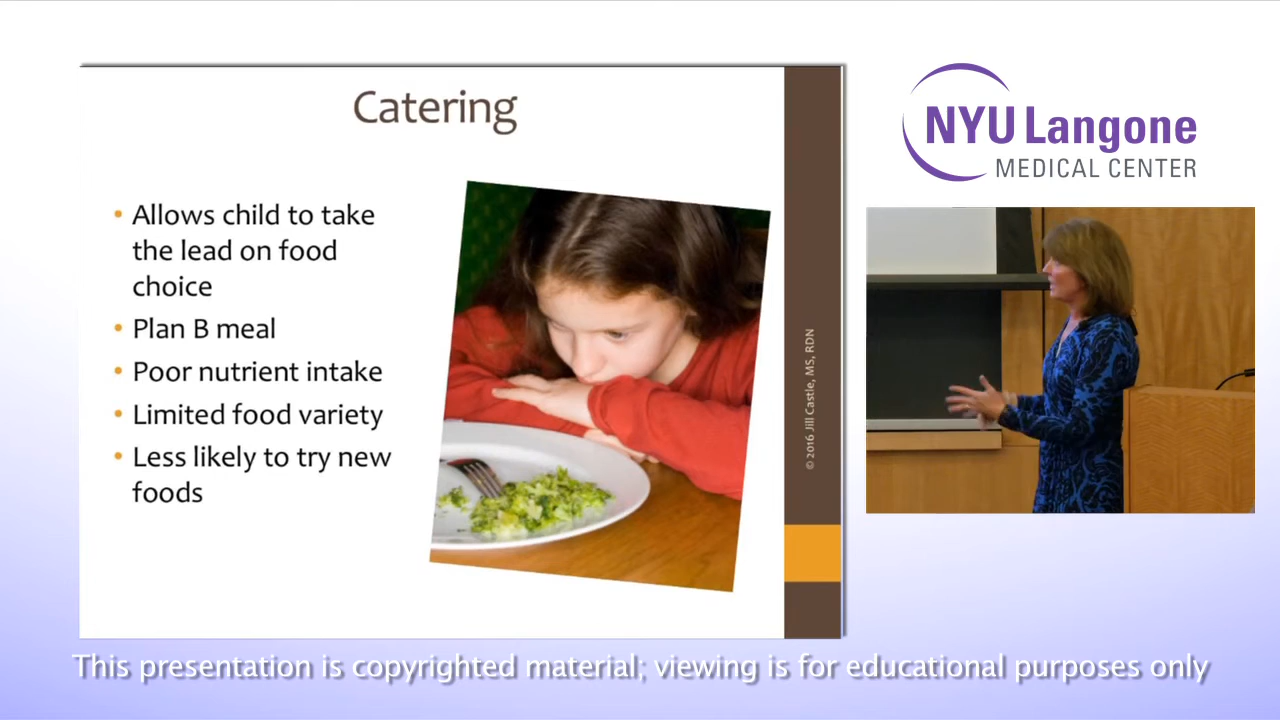 Catering
• Allows child to take
the lead on food
choice
• Plan B meal
• Poor nutrient intake
• Limited food variety
• Less likely to try new
foods
© 2016 Jill Castle, MS, RDN
NYU Langone
MEDICAL CENTER
This presentation is copyrighted material; viewing is for educational purposes only